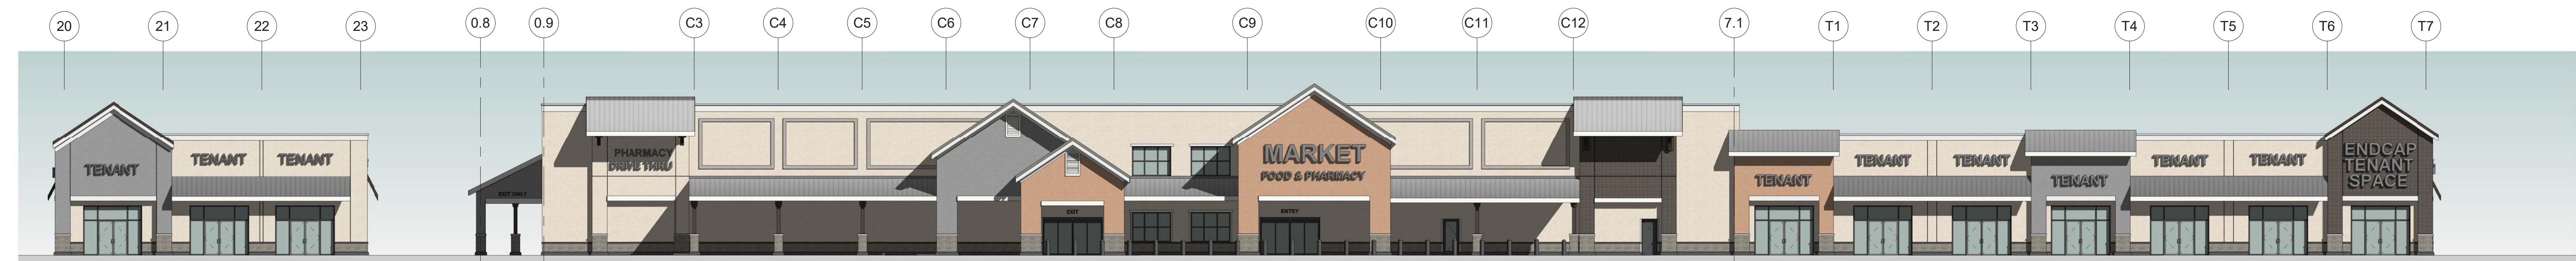 20 21 22 23 0.8 0.9 C3 C4 C5 C6 C7 C8 C9 C10 C11 C12 7.1 T1 T2 T3 T4 T5 T6 T7
TENANT
TENANT
TENANT
EXIT ONLY
PHARMACY
DRIVE THRU
EXIT
MARKET
FOOD & PHARMACY
ENTRY
TENANT
TENANT
TENANT
TENANT
TENANT
TENANT
ENDCAP
TENANT
SPACE